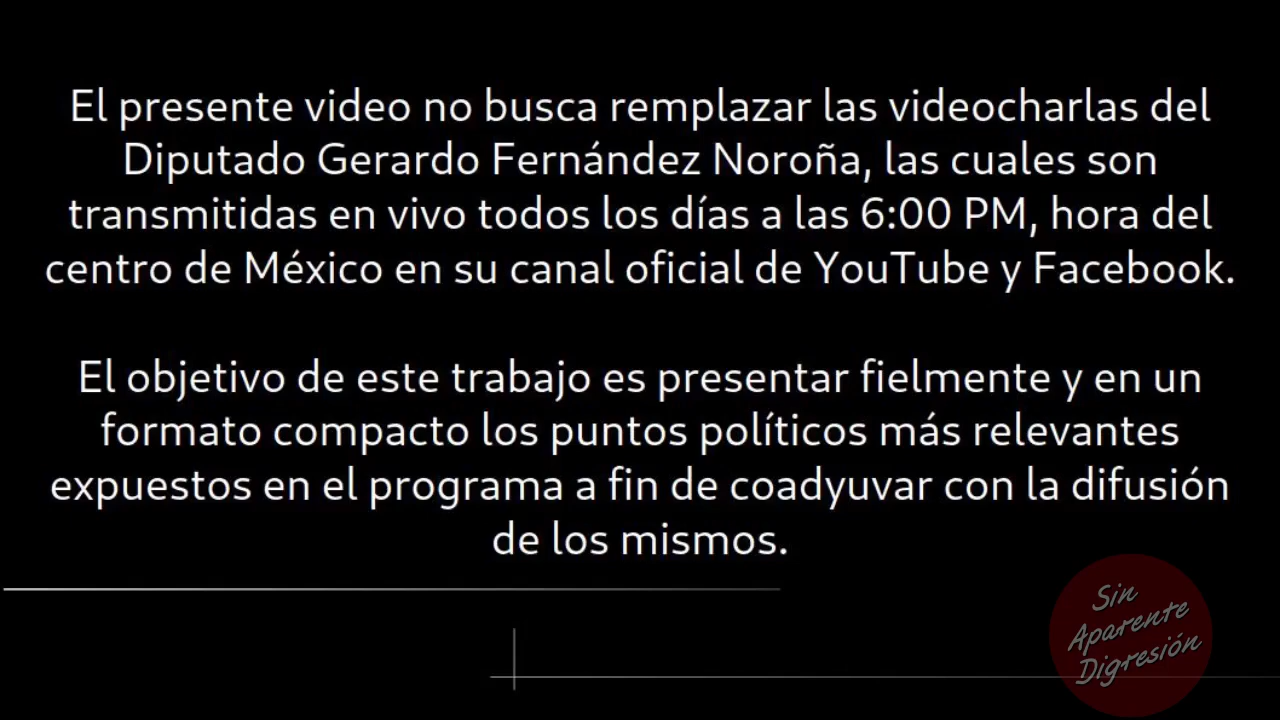 El presente video no busca remplazar las videocharlas del
Diputado Gerardo Fernández Noroña, las cuales son
transmitidas en vivo todos los días a las 6:00 PM, hora del
centro de México en su canal oficial de YouTube y Facebook.
El objetivo de este trabajo es presentar fielmente y en un
formato compacto los puntos políticos más relevantes
expuestos en el programa a fin de coadyuvar con la difusión
de los mismos.
Sin
Aparente
Digresión